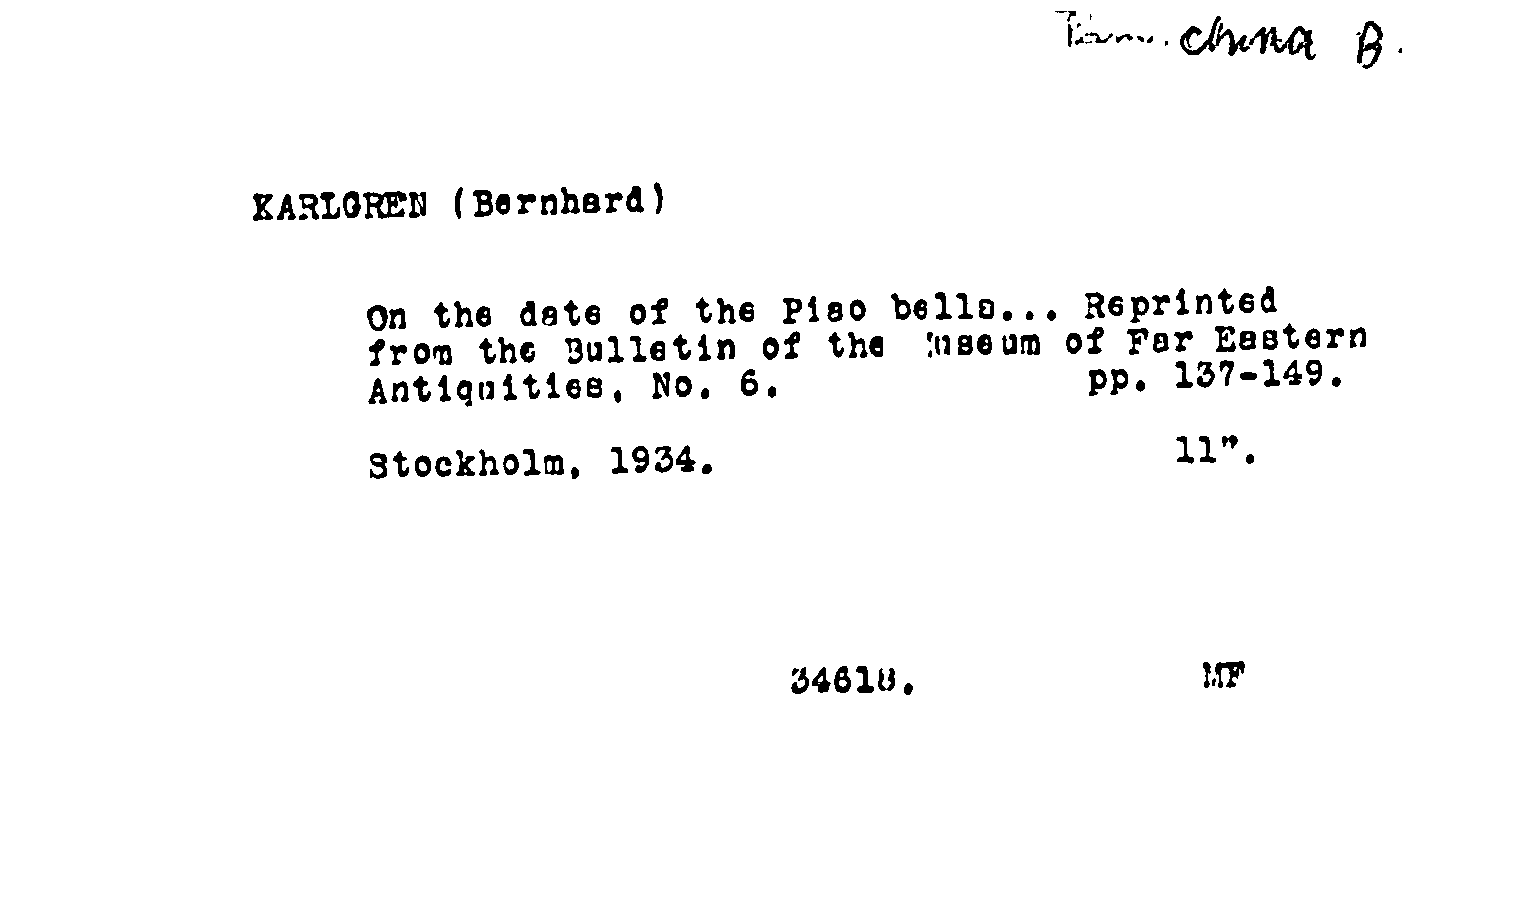 China B.
KARLGREN (Bernhard)
On the date of the Piao bells... Reprinted
from the Bulletin of the Museum of Far Eastern
Antiquities, No. 6. pp. 137-149.
Stockholm, 1934. 11".
34618. MF